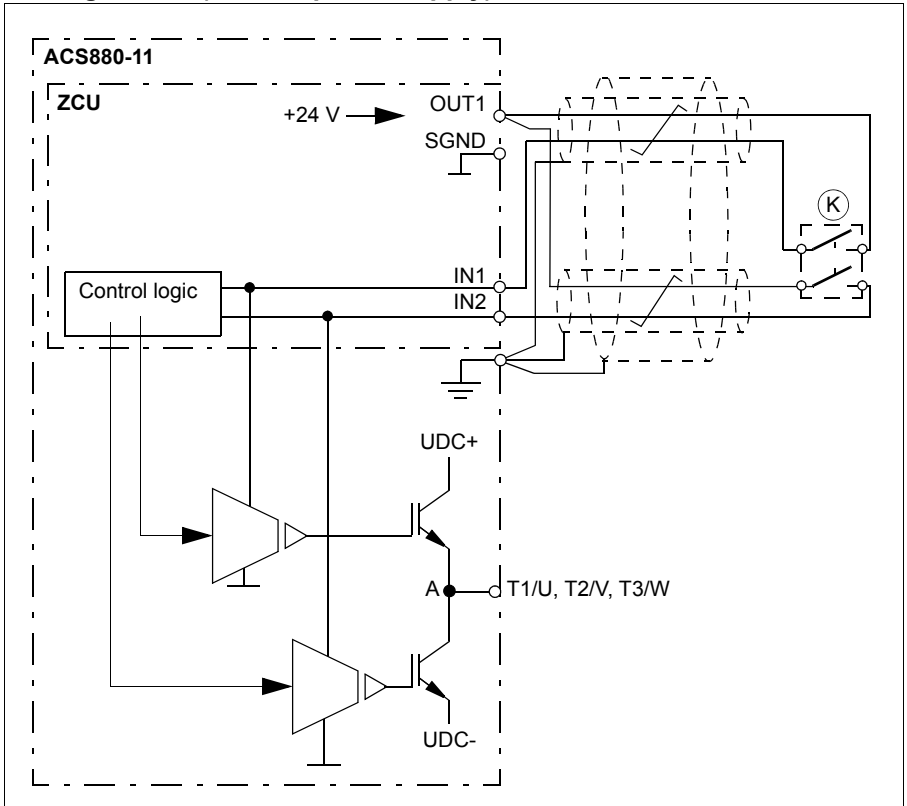 ACS880-11
ZCU
+24 V
OUT1
SGND
K
IN1
Control logic
IN2
UDC+
A
T1/U, T2/V, T3/W
UDC-